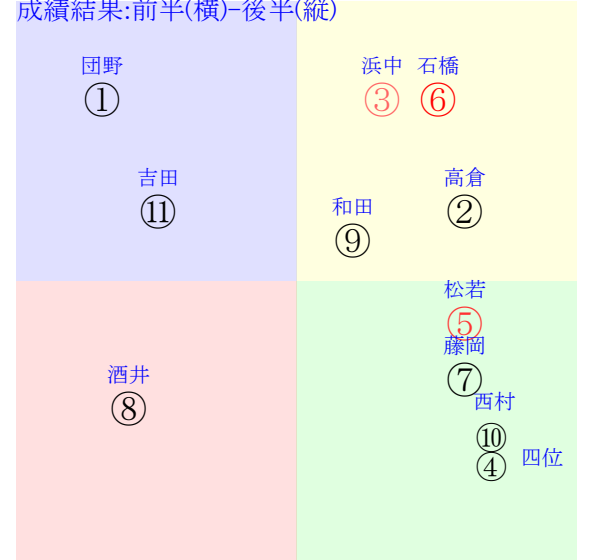 成績結果:前半(横)-後半(縦)
団野
①
浜中
③
石橋
⑥
吉田
⑪
高倉
②
和田
⑨
松若
⑤
藤岡
⑦
酒井
⑧
西村
⑩
四位
④